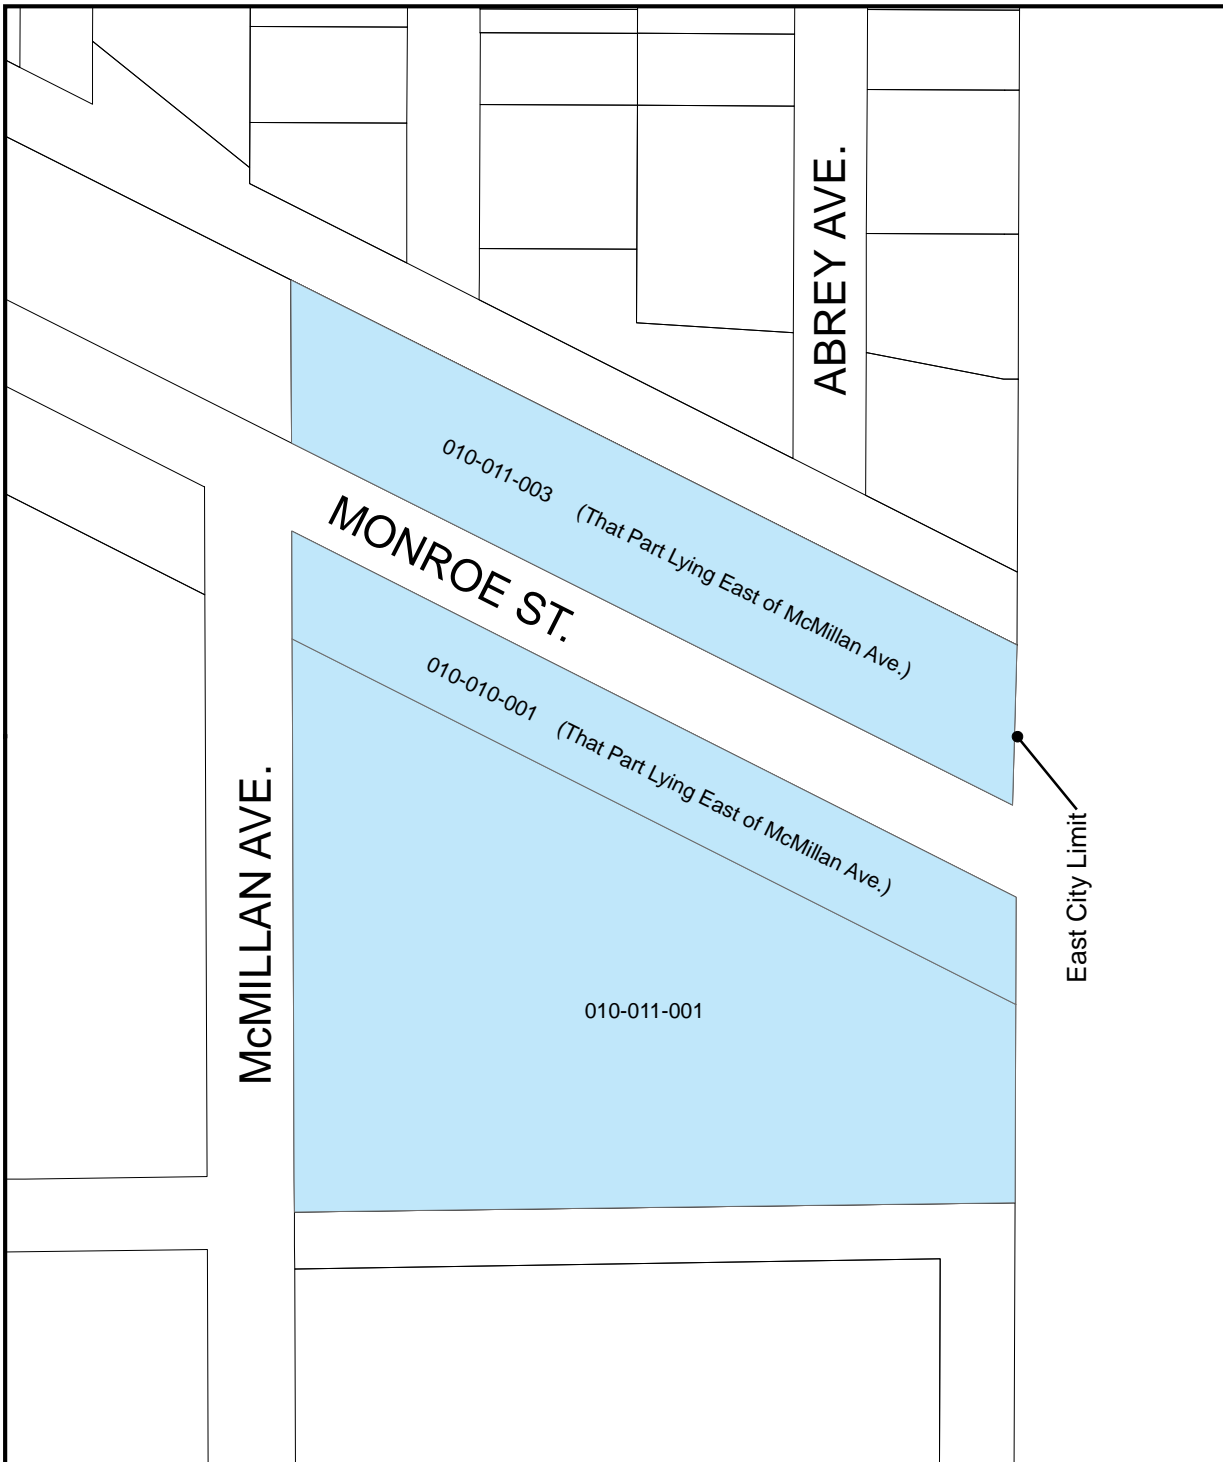 ABREY AVE.
010-011-003 (That Part Lying East of McMillan Ave.)
MONROE ST.
010-010-001 (That Part Lying East of McMillan Ave.)
McMILLAN AVE.
East City Limit
010-011-001